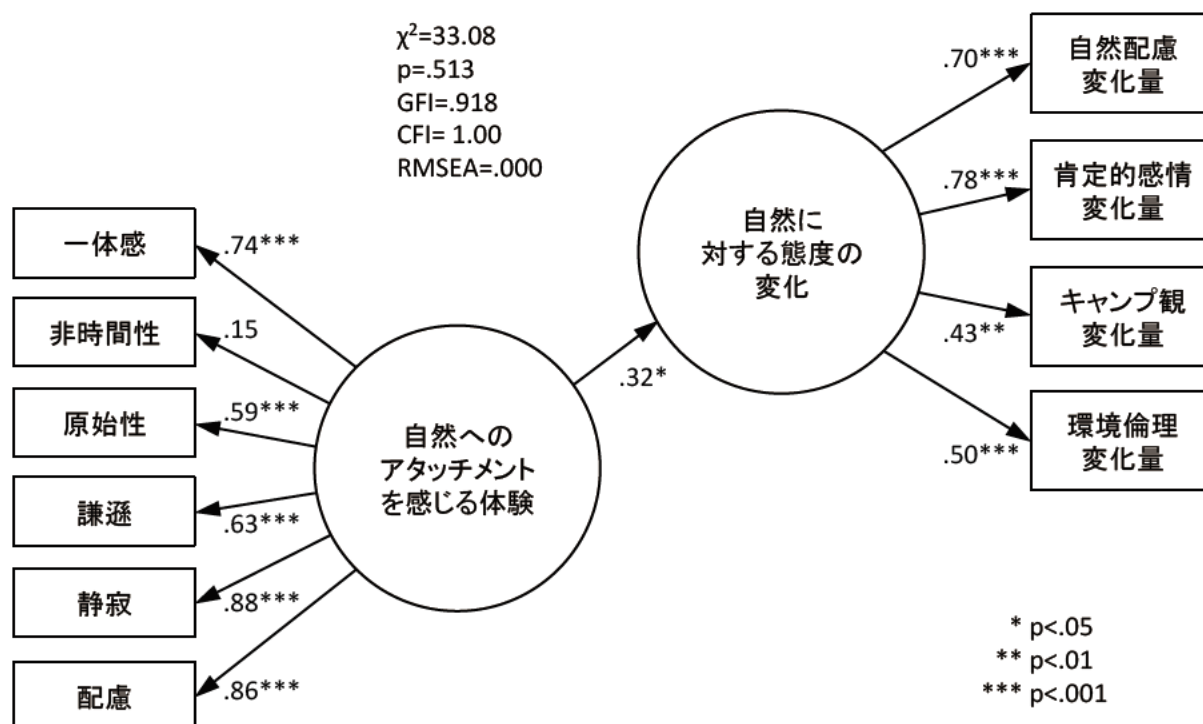 χ²=33.08
p=.513
GFI=.918
CFI= 1.00
RMSEA=.000
一体感
非時間性
原始性
謙遜
静寂
配慮
.74***
.15
.59***
.63***
.88***
.86***
自然への
アタッチメント
を感じる体験
.32*
自然に
対する態度の
変化
.70***
.78***
.43**
.50***
自然配慮
変化量
肯定的感情
変化量
キャンプ観
変化量
環境倫理
変化量
* p<.05
** p<.01
*** p<.001